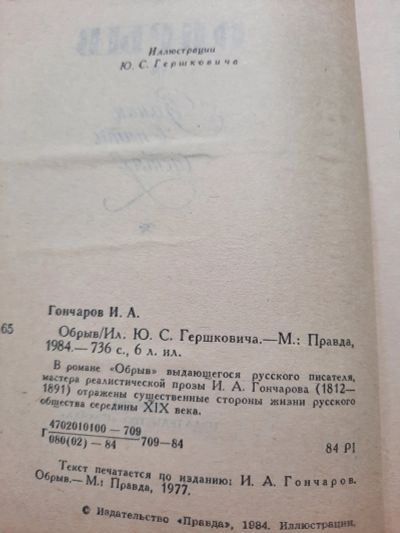 Иллюстрации
Ю. С. Гершковича
Гончаров И. А.
65
Обрыв/Ил. Ю. С. Гершковича.—М.: Правда,
1984.— 736 с., 6 л. ил.
В романе «Обрыв» выдающегося русского писателя,
мастера реалистической прозы И. А. Гончарова (1812—
1891) отражены существенные стороны жизни русского
общества середины XIX века.
4702010100—709
Г 709—84
080(02)—84
84 РI
Текст печатается по изданию: И. А. Гончаров.
Обрыв.— М.: Правда, 1977.
© Издательство «Правда», 1984. Иллюстрации.